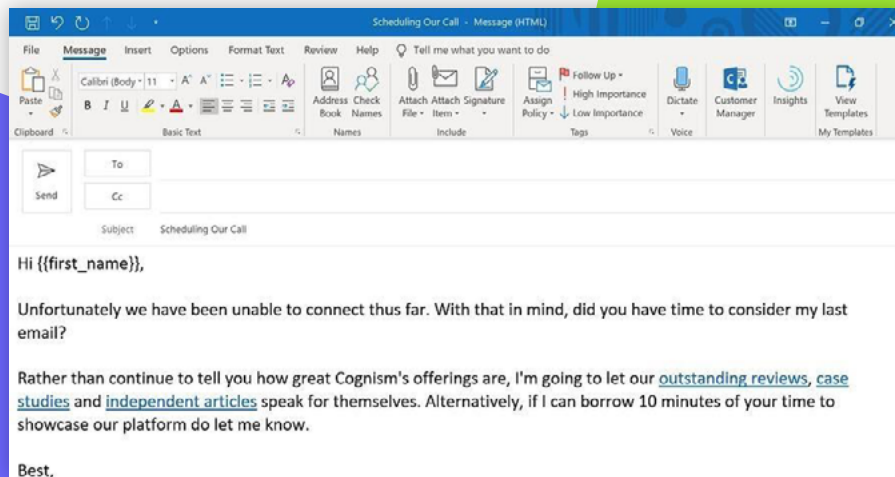 Scheduling Our Call - Message (HTML)
File Message Insert Options Format Text Review Help Tell me what you want to do
Paste
Clipboard
Calibri (Body 11
B I U
Basic Text
Address Book
Check Names
Names
Attach File
Attach Item
Signature
Include
Assign Policy
Follow Up
High Importance
Low Importance
Tags
Dictate
Voice
Customer Manager
Insights
View Templates
My Templates
Send
To
Cc
Subject Scheduling Our Call
Hi {{first_name}},
Unfortunately we have been unable to connect thus far. With that in mind, did you have time to consider my last
email?
Rather than continue to tell you how great Cognism's offerings are, I'm going to let our outstanding reviews, case
studies and independent articles speak for themselves. Alternatively, if I can borrow 10 minutes of your time to
showcase our platform do let me know.
Best,